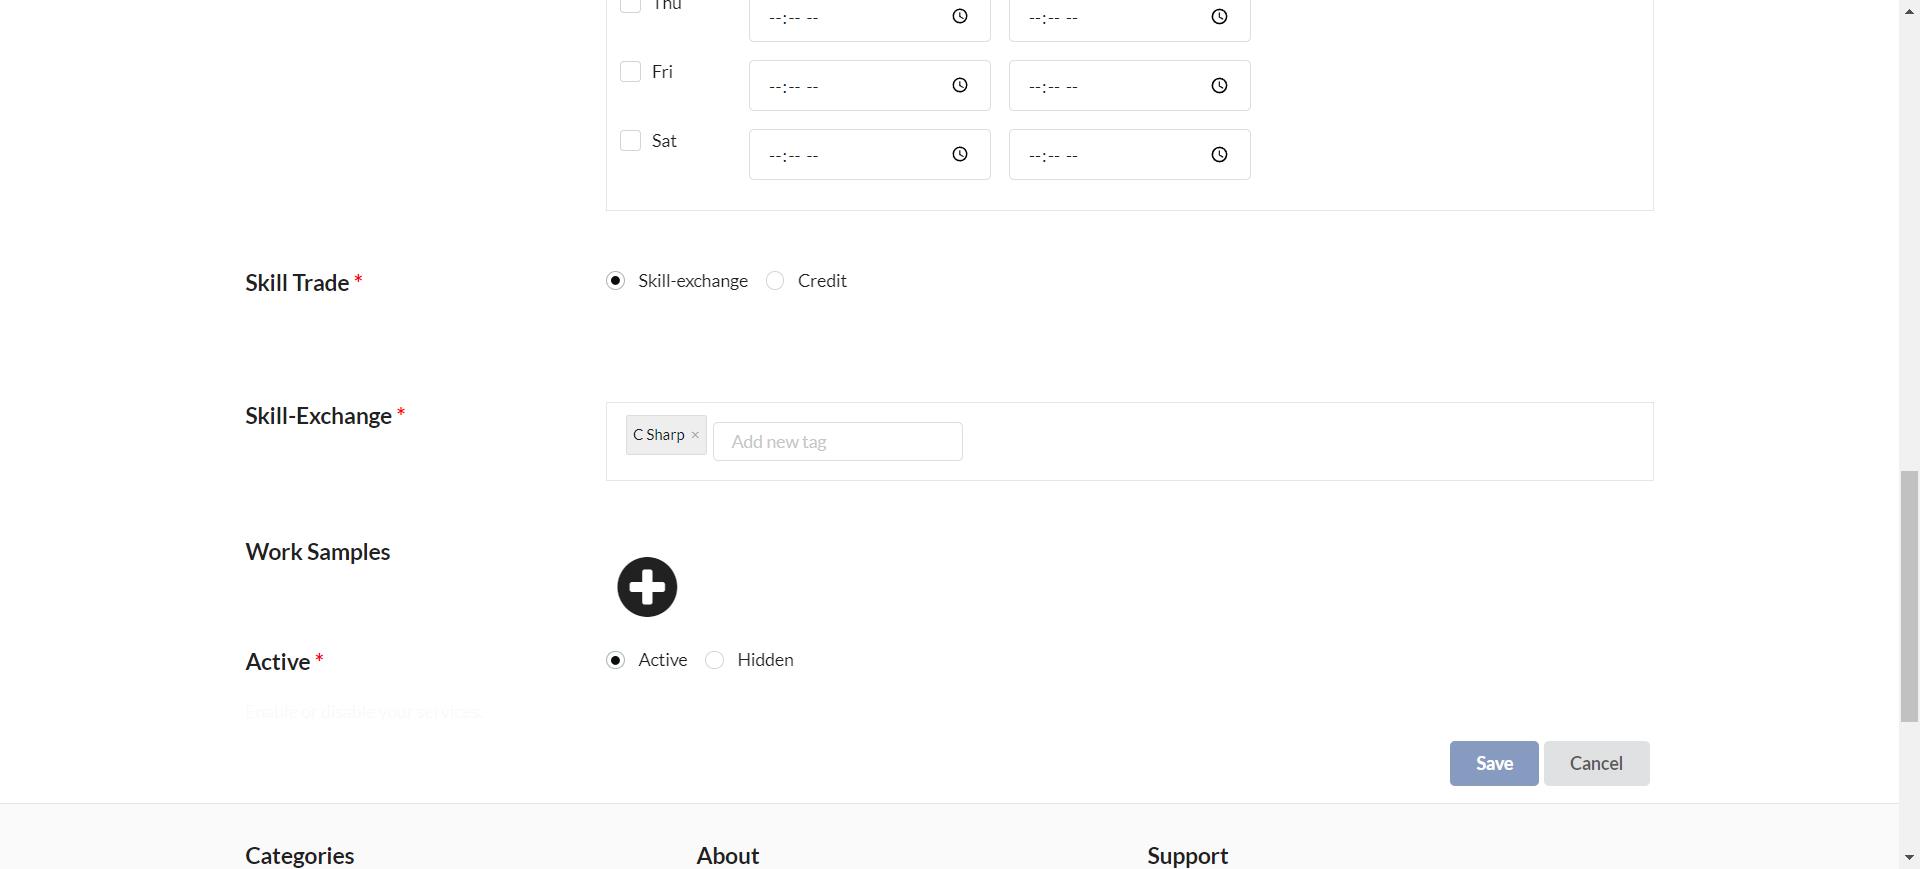 Thu --:-- -- --:-- --
Fri --:-- -- --:-- --
Sat --:-- -- --:-- --
Skill Trade * Skill-exchange Credit
Skill-Exchange * C Sharp × Add new tag
Work Samples
Active * Active Hidden
Enable or disable your services.
Save Cancel
Categories About Support